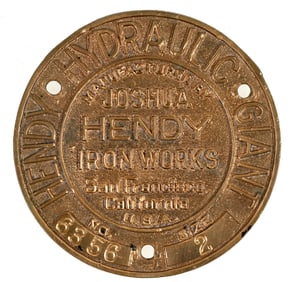 HENDY HYDRAULIC GIANT
MANUFACTURED BY
JOSHUA
HENDY
IRON WORKS
San Francisco,
California,
U.S.A.
NO. SIZE
6356 H 2